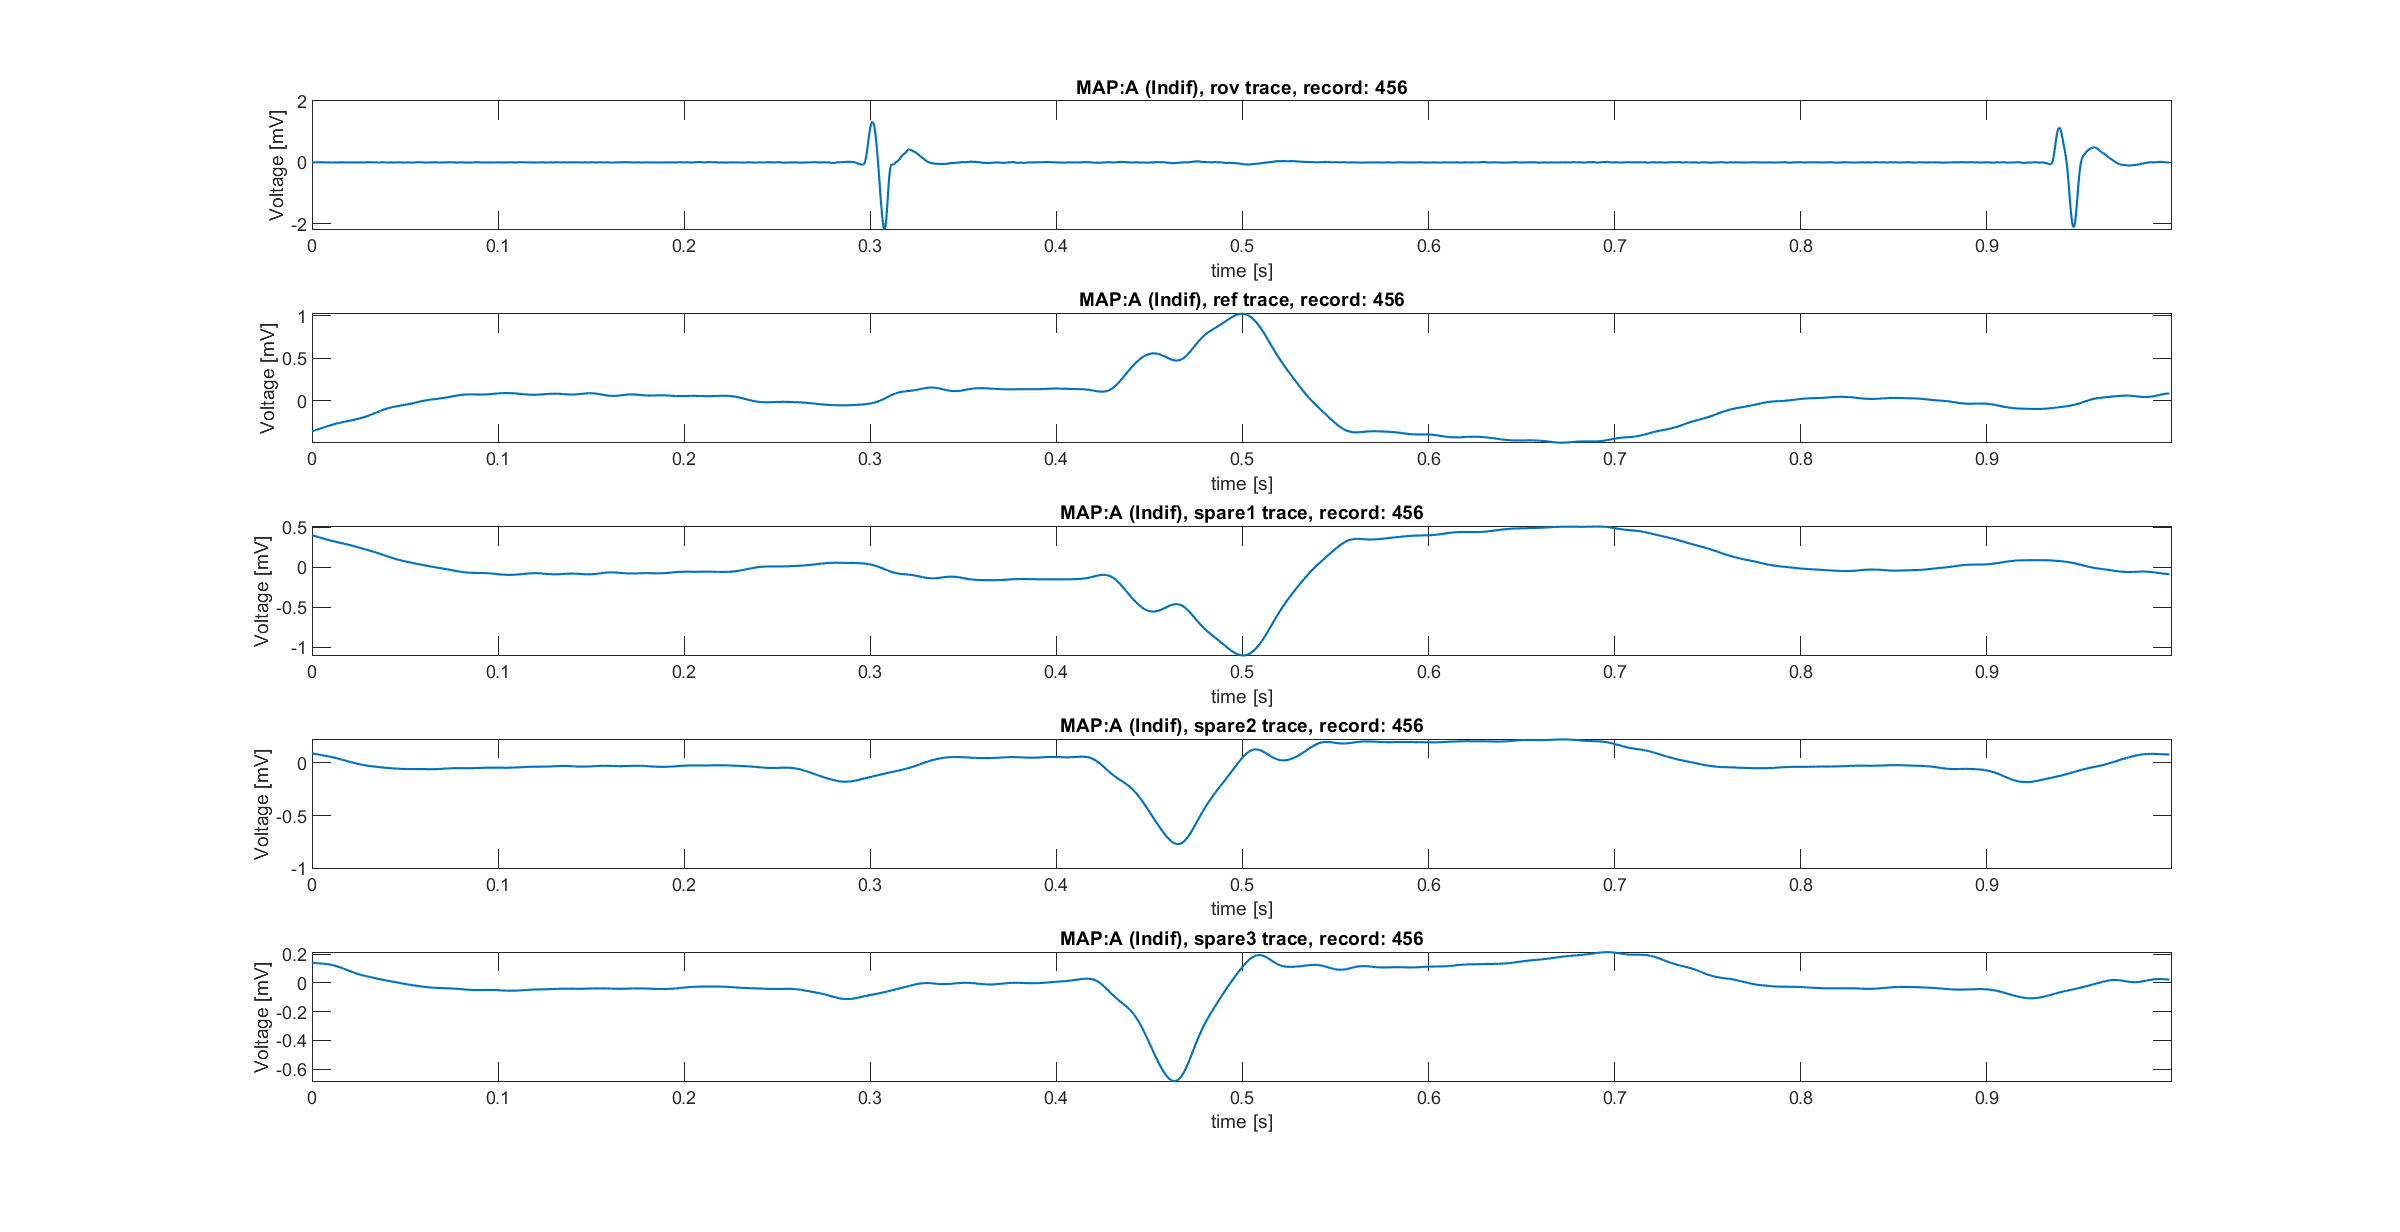 MAP:A (Indif), rov trace, record: 456
Voltage [mV]
2
0
-2
0 0.1 0.2 0.3 0.4 0.5 0.6 0.7 0.8 0.9
time [s]
MAP:A (Indif), ref trace, record: 456
Voltage [mV]
1
0.5
0
0 0.1 0.2 0.3 0.4 0.5 0.6 0.7 0.8 0.9
time [s]
MAP:A (Indif), spare1 trace, record: 456
Voltage [mV]
0.5
0
-0.5
-1
0 0.1 0.2 0.3 0.4 0.5 0.6 0.7 0.8 0.9
time [s]
MAP:A (Indif), spare2 trace, record: 456
Voltage [mV]
0
-0.5
-1
0 0.1 0.2 0.3 0.4 0.5 0.6 0.7 0.8 0.9
time [s]
MAP:A (Indif), spare3 trace, record: 456
Voltage [mV]
0.2
0
-0.2
-0.4
-0.6
0 0.1 0.2 0.3 0.4 0.5 0.6 0.7 0.8 0.9
time [s]